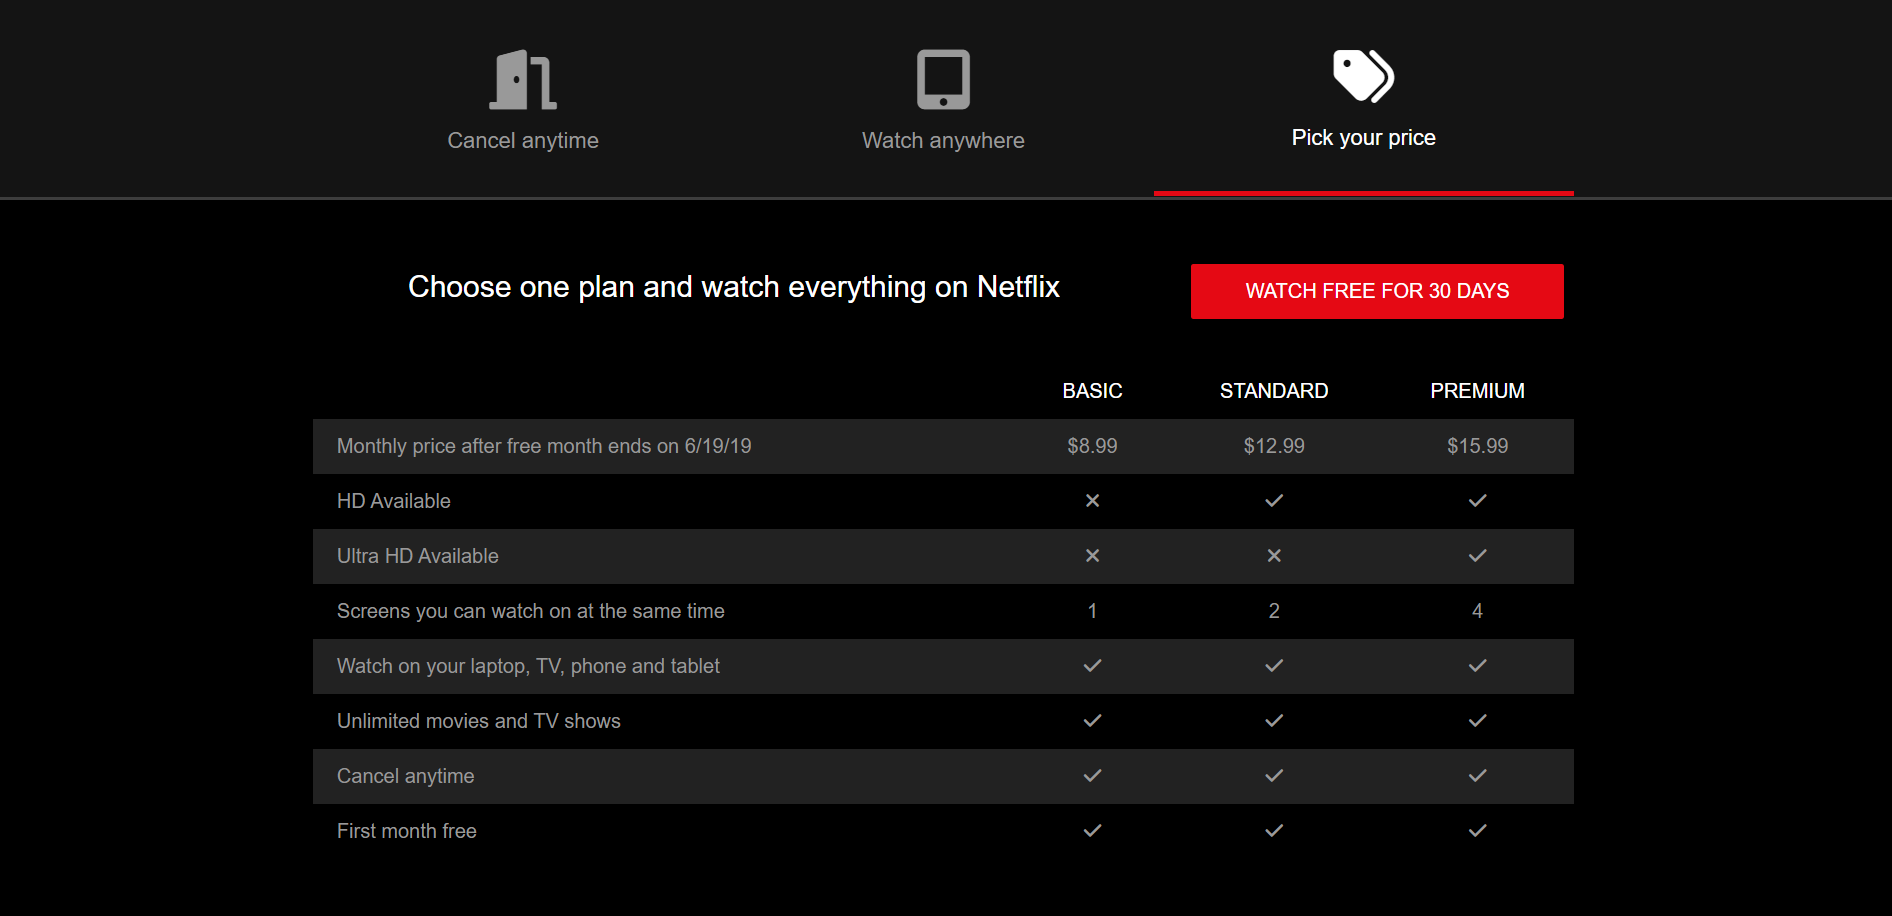 Cancel anytime
Watch anywhere
Pick your price
Choose one plan and watch everything on Netflix
WATCH FREE FOR 30 DAYS
BASIC STANDARD PREMIUM
Monthly price after free month ends on 6/19/19 $8.99 $12.99 $15.99
HD Available
Ultra HD Available
Screens you can watch on at the same time 1 2 4
Watch on your laptop, TV, phone and tablet
Unlimited movies and TV shows
Cancel anytime
First month free